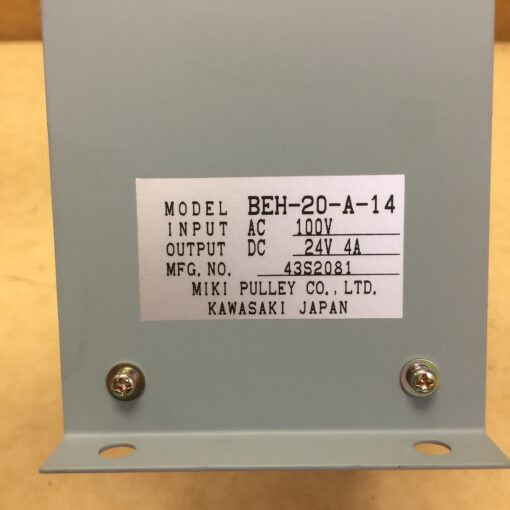 MODEL BEH-20-A-14
INPUT AC 100V
OUTPUT DC 24V 4A
MFG.NO. 43S2081
MIKI PULLEY CO.,LTD.
KAWASAKI JAPAN